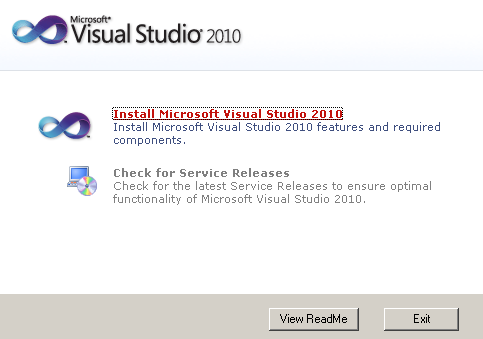 Microsoft®
Visual Studio® 2010
Install Microsoft Visual Studio 2010
Install Microsoft Visual Studio 2010 features and required
components.
Check for Service Releases
Check for the latest Service Releases to ensure optimal
functionality of Microsoft Visual Studio 2010.
View ReadMe
Exit